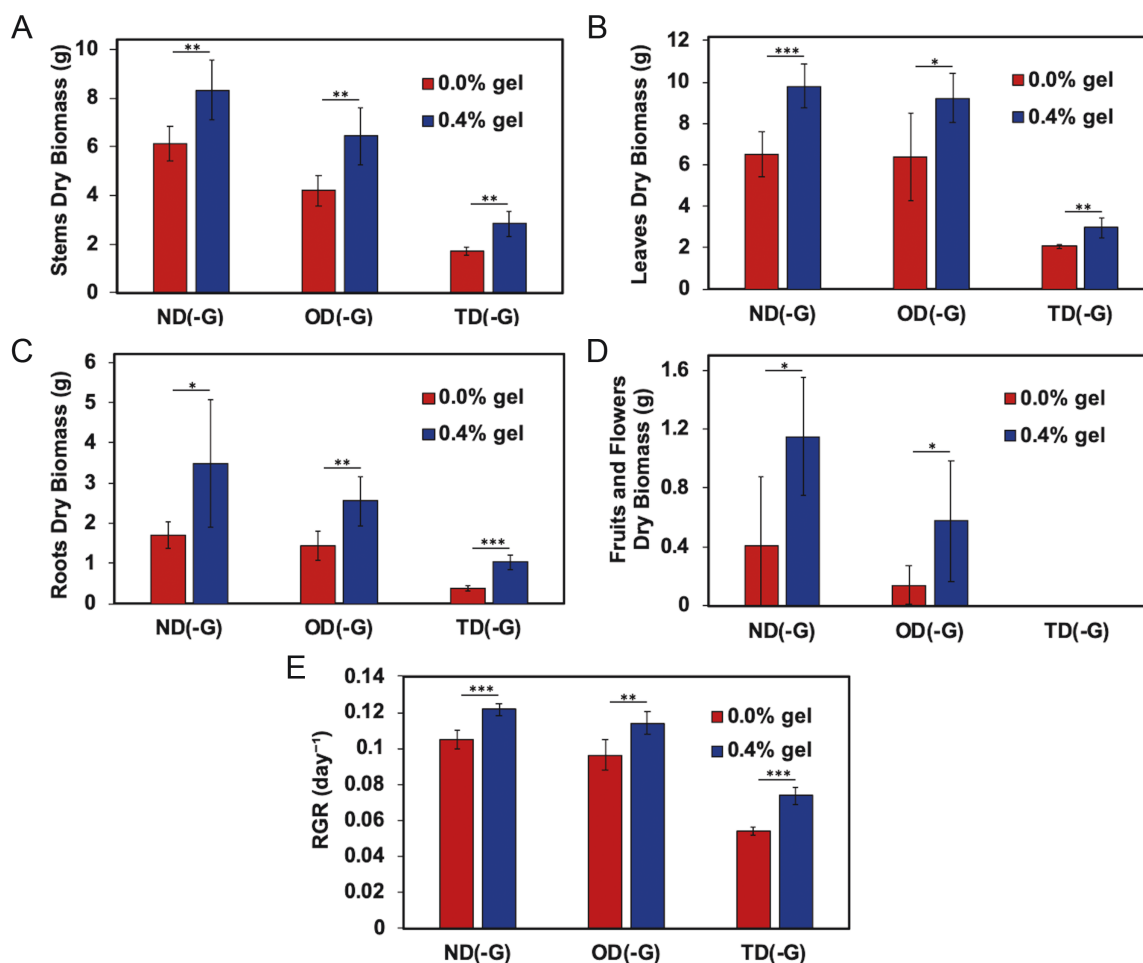 A
Stems Dry Biomass (g)
10
8
6
4
2
0
**
**
**
0.0% gel
0.4% gel
ND(-G)
OD(-G)
TD(-G)
B
Leaves Dry Biomass (g)
12
10
8
6
4
2
0
***
*
**
0.0% gel
0.4% gel
ND(-G)
OD(-G)
TD(-G)
C
Roots Dry Biomass (g)
6
5
4
3
2
1
0
*
**
***
0.0% gel
0.4% gel
ND(-G)
OD(-G)
TD(-G)
D
Fruits and Flowers
Dry Biomass (g)
1.6
1.2
0.8
0.4
0
*
*
0.0% gel
0.4% gel
ND(-G)
OD(-G)
TD(-G)
E
RGR (day⁻¹)
0.14
0.12
0.1
0.08
0.06
0.04
0.02
0
***
**
***
0.0% gel
0.4% gel
ND(-G)
OD(-G)
TD(-G)